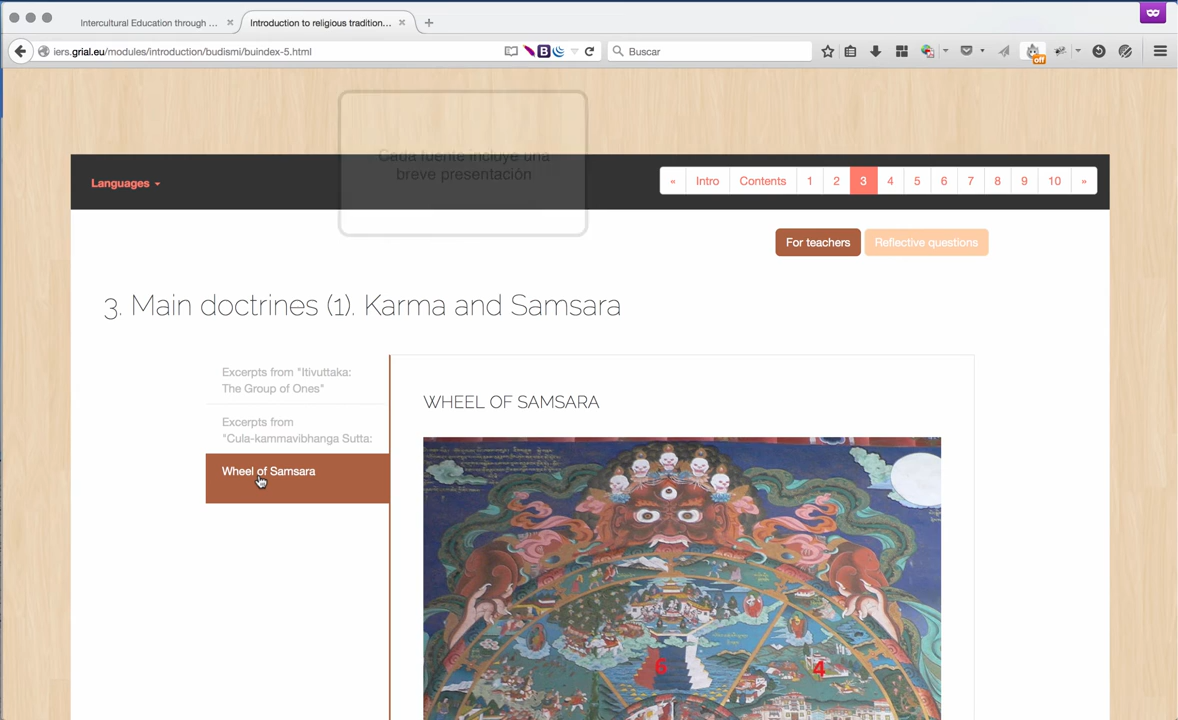 Intercultural Education through ...
Introduction to religious tradition...
iers.grial.eu/modules/introduction/budismi/buindex-5.html
B
Buscar
off
Cada fuente incluye una
breve presentación
Languages
« Intro Contents 1 2 3 4 5 6 7 8 9 10 »
For teachers
Reflective questions
3. Main doctrines (1). Karma and Samsara
Excerpts from "Itivuttaka:
The Group of Ones"
Excerpts from
"Cula-kammavibhanga Sutta:
Wheel of Samsara
WHEEL OF SAMSARA
6
4